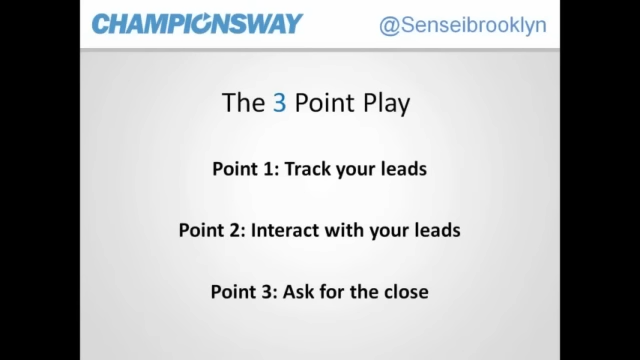 CHAMPIONSWAY
@Senseibrooklyn
The 3 Point Play
Point 1: Track your leads
Point 2: Interact with your leads
Point 3: Ask for the close